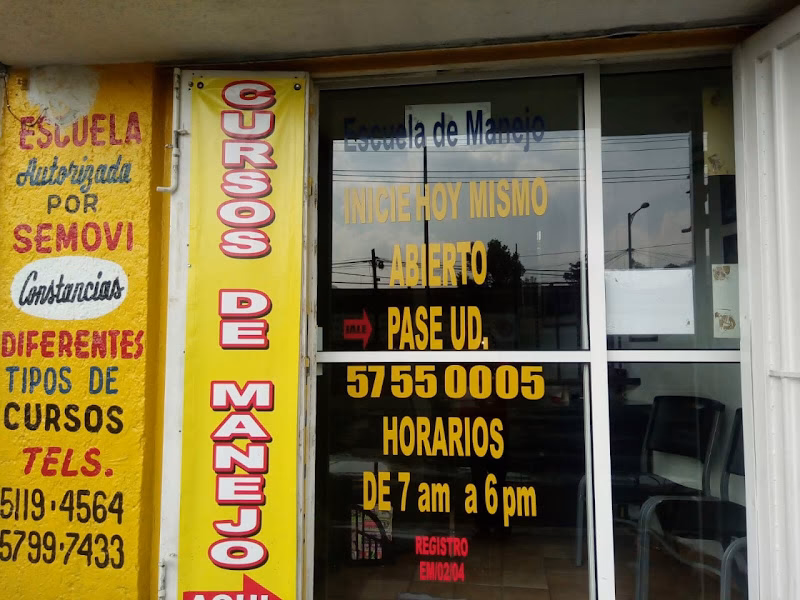 ESCUELA
Autorizada
POR
SEMOVI
Constancias
DIFERENTES
TIPOS DE
CURSOS
TELS.
5119·4564
5799·7433
CURSOS DE MANEJO
AQUI
Escuela de Manejo
INICIE HOY MISMO
ABIERTO
PASE UD.
57 55 0005
HORARIOS
DE 7 am a 6 pm
REGISTRO
EM/02/04